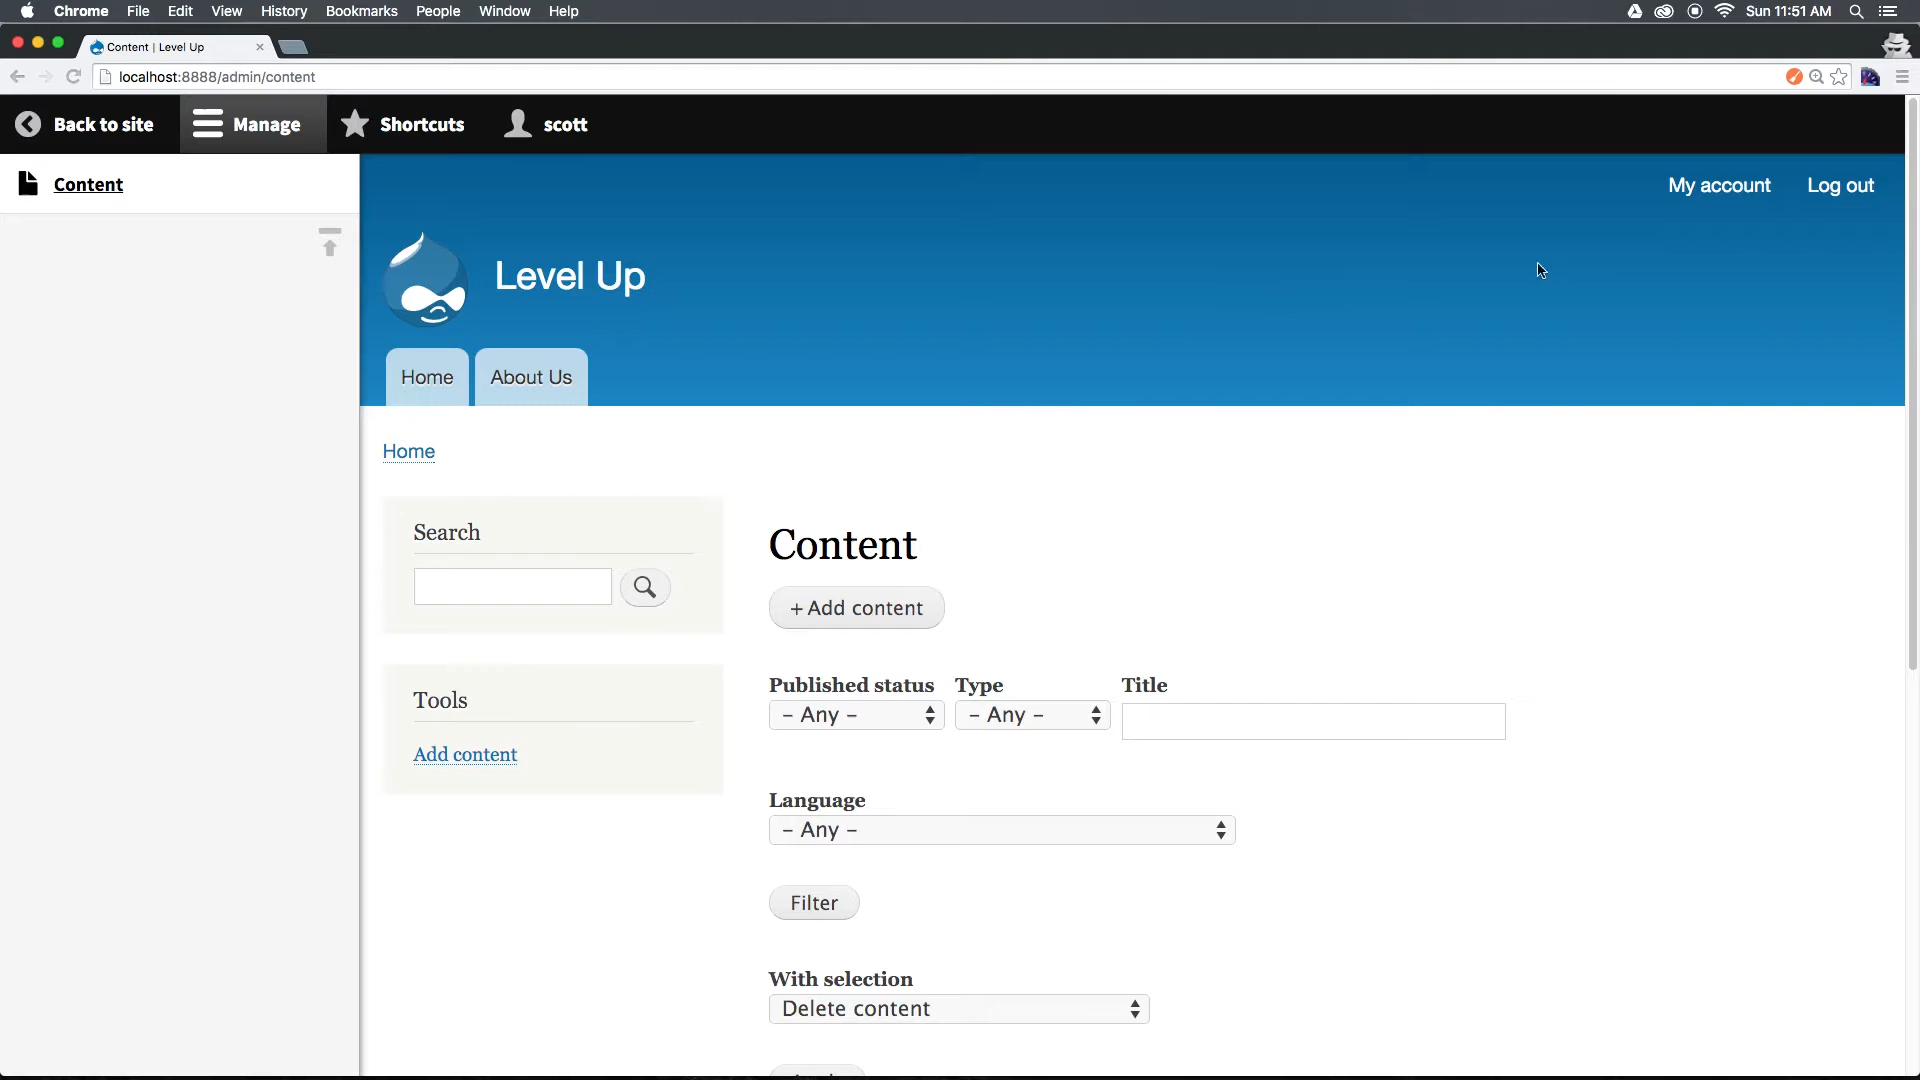 Chrome File Edit View History Bookmarks People Window Help Sun 11:51 AM
Content | Level Up
localhost:8888/admin/content
Back to site Manage Shortcuts scott
Content
My account Log out
Level Up
Home About Us
Home
Search
Content
+ Add content
Tools
Add content
Published status Type Title
- Any - - Any -
Language
- Any -
Filter
With selection
Delete content